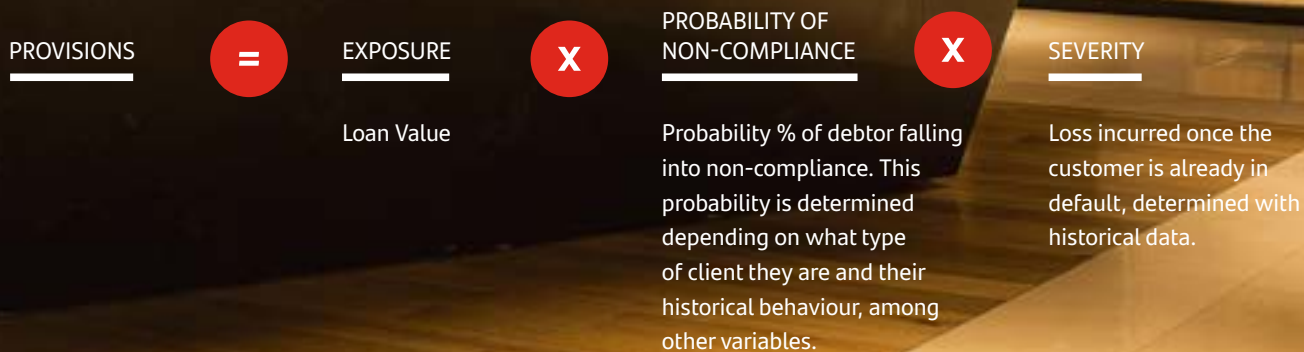 PROVISIONS
=
EXPOSURE
X
PROBABILITY OF
NON-COMPLIANCE
X
SEVERITY
Loan Value
Probability % of debtor falling
into non-compliance. This
probability is determined
depending on what type
of client they are and their
historical behaviour, among
other variables.
Loss incurred once the
customer is already in
default, determined with
historical data.